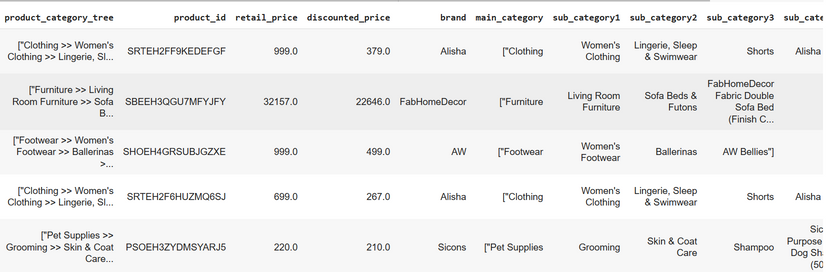 product_category_tree product_id retail_price discounted_price brand main_category sub_category1 sub_category2 sub_category3 sub_cate
["Clothing >> Women's Women's Lingerie, Sleep
SRTEH2FF9KEDEFGF 999.0 379.0 Alisha ["Clothing Shorts Alisha
Clothing >> Lingerie, Sl... Clothing & Swimwear
FabHomeDecor
["Furniture >> Living Fabric Double
Room Furniture >> Sofa SBEEH3QGU7MFYJFY 32157.0 22646.0 FabHomeDecor ["Furniture Living Room Furniture Sofa Beds & Futons Sofa Bed
B... (Finish C...
["Footwear >> Women's
Footwear >> Ballerinas SHOEH4GRSUBJGZXE 999.0 499.0 AW ["Footwear Women's Footwear Ballerinas AW Bellies"]
>...
["Clothing >> Women's Women's Lingerie, Sleep
SRTEH2F6HUZMQ6SJ 699.0 267.0 Alisha ["Clothing Shorts Alisha
Clothing >> Lingerie, Sl... Clothing & Swimwear
Sic
["Pet Supplies >> Purpose
Grooming >> Skin & Coat PSOEH3ZYDMSYARJ5 220.0 210.0 Sicons ["Pet Supplies Grooming Skin & Coat Care Shampoo Dog Sh
Care... (50